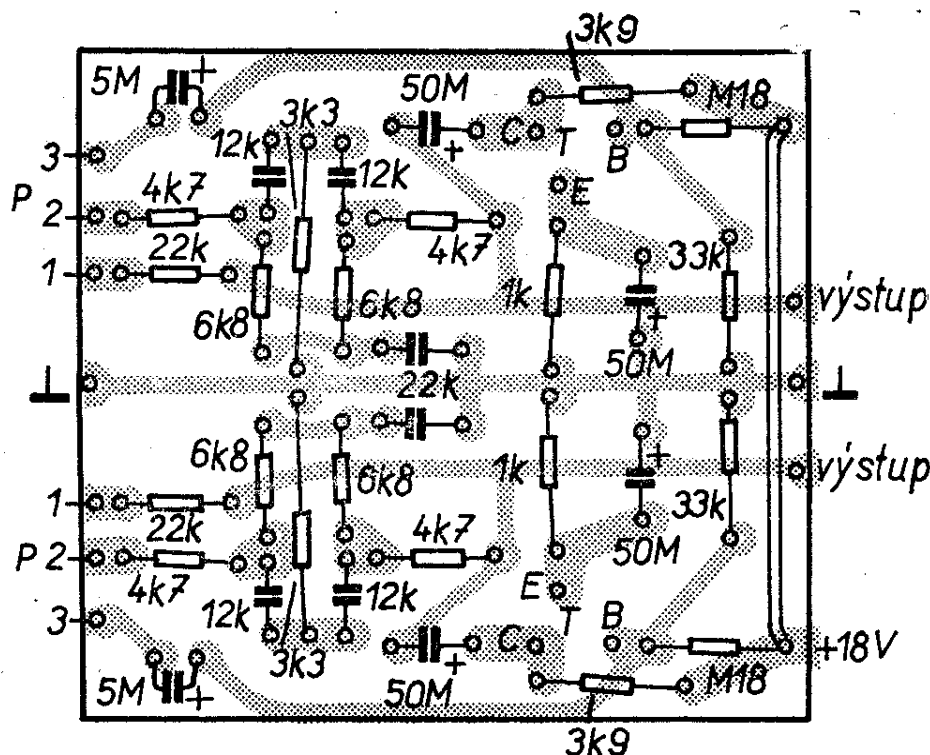 3k9
5M +
50M
M18
3k3
C T
B
+
3
12k
12k
P 2
4k7
E
4k7
1
22k
33k
1k
výstup
6k8
6k8
+
50M
22k
⊥
⊥
6k8
1k
+
výstup
6k8
1
22k
4k7
33k
50M
P 2
4k7
E
12k
12k
T
B
3
C
+18V
3k3
+
5M +
50M
M18
3k9